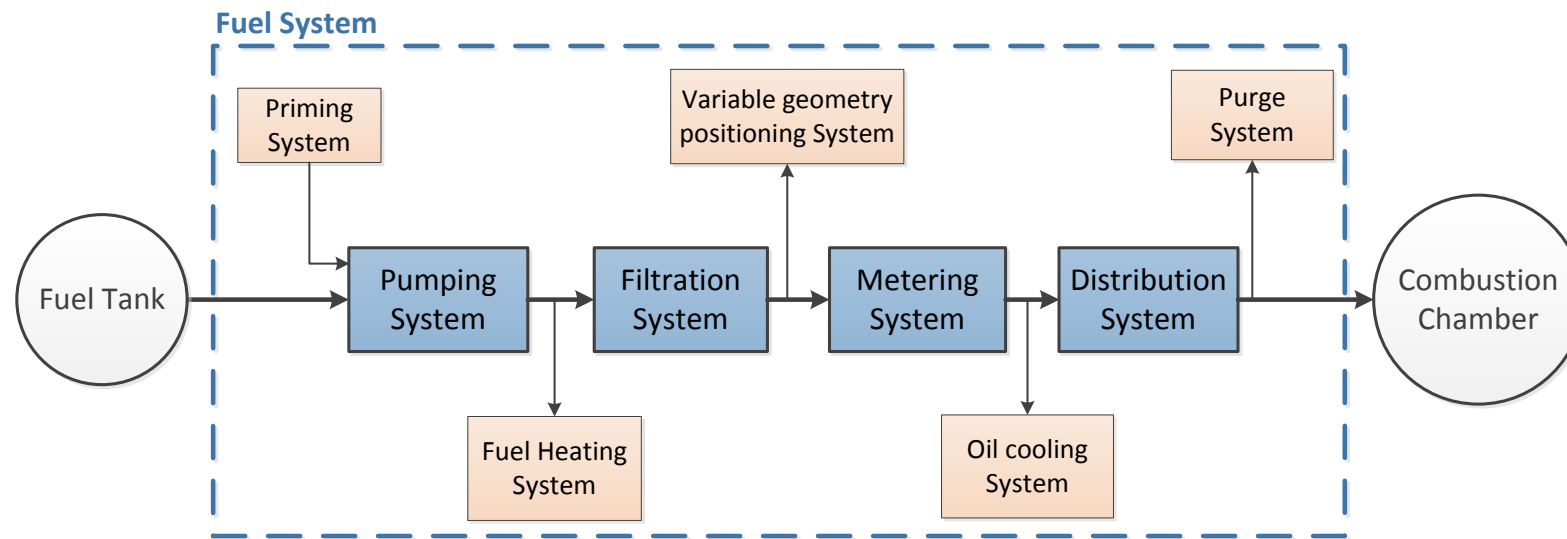 Fuel System
Priming
System
Variable geometry
positioning System
Purge
System
Fuel Tank
Pumping
System
Filtration
System
Metering
System
Distribution
System
Combustion
Chamber
Fuel Heating
System
Oil cooling
System